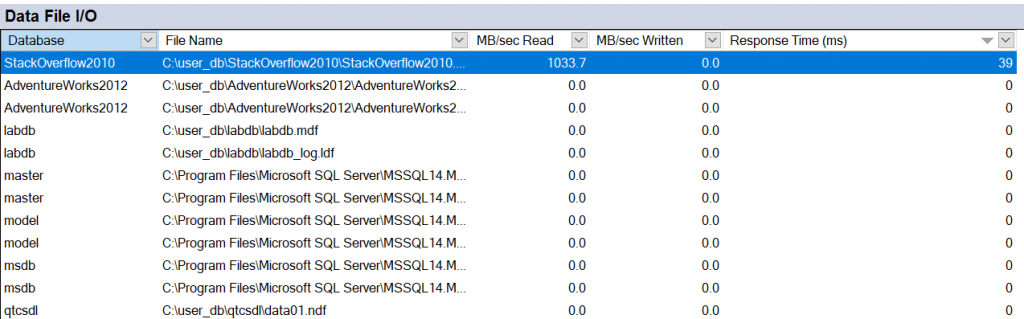 Data File I/O
Database File Name MB/sec Read MB/sec Written Response Time (ms)
StackOverflow2010 C:\user_db\StackOverflow2010\StackOverflow2010.... 1033.7 0.0 39
AdventureWorks2012 C:\user_db\AdventureWorks2012\AdventureWorks2... 0.0 0.0 0
AdventureWorks2012 C:\user_db\AdventureWorks2012\AdventureWorks2... 0.0 0.0 0
labdb C:\user_db\labdb\labdb.mdf 0.0 0.0 0
labdb C:\user_db\labdb\labdb_log.ldf 0.0 0.0 0
master C:\Program Files\Microsoft SQL Server\MSSQL14.M... 0.0 0.0 0
master C:\Program Files\Microsoft SQL Server\MSSQL14.M... 0.0 0.0 0
model C:\Program Files\Microsoft SQL Server\MSSQL14.M... 0.0 0.0 0
model C:\Program Files\Microsoft SQL Server\MSSQL14.M... 0.0 0.0 0
msdb C:\Program Files\Microsoft SQL Server\MSSQL14.M... 0.0 0.0 0
msdb C:\Program Files\Microsoft SQL Server\MSSQL14.M... 0.0 0.0 0
qtcsdl C:\user_db\qtcsdl\data01.ndf 0.0 0.0 0